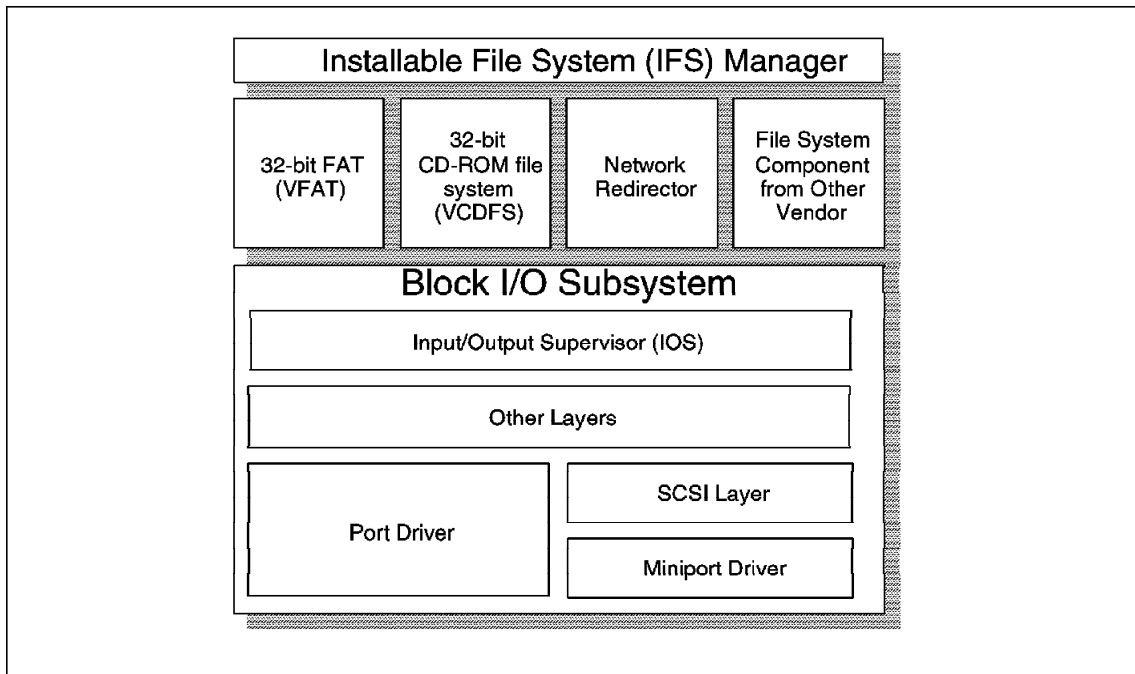 Installable File System (IFS) Manager
32-bit FAT
(VFAT)
32-bit
CD-ROM file
system
(VCDFS)
Network
Redirector
File System
Component
from Other
Vendor
Block I/O Subsystem
Input/Output Supervisor (IOS)
Other Layers
Port Driver
SCSI Layer
Miniport Driver